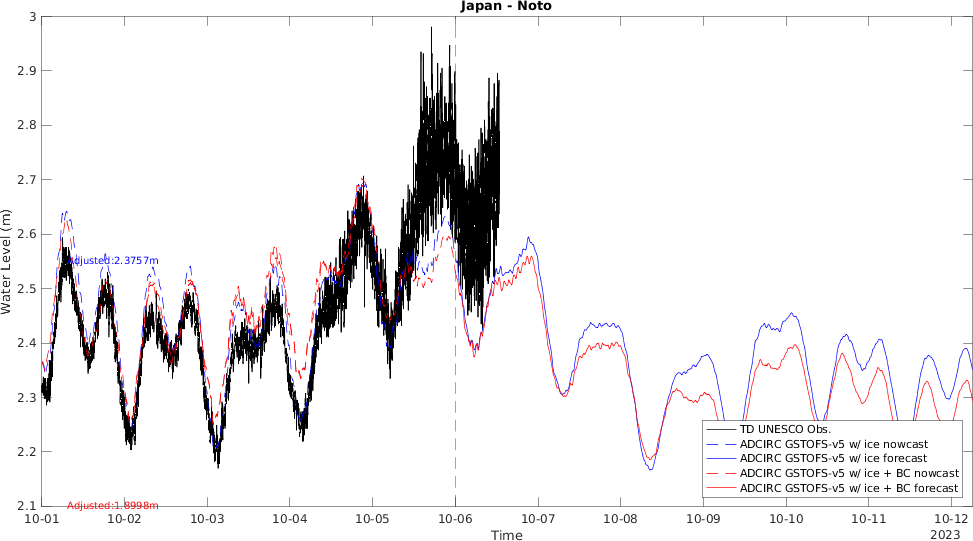 Japan - Noto
3
2.9
2.8
2.7
2.6
2.5
2.4
2.3
2.2
2.1
Water Level (m)
Adjusted:2.3757m
Adjusted:1.8998m
TD UNESCO Obs.
ADCIRC GSTOFS-v5 w/ ice nowcast
ADCIRC GSTOFS-v5 w/ ice forecast
ADCIRC GSTOFS-v5 w/ ice + BC nowcast
ADCIRC GSTOFS-v5 w/ ice + BC forecast
10-01 10-02 10-03 10-04 10-05 10-06 10-07 10-08 10-09 10-10 10-11 10-12
Time
2023